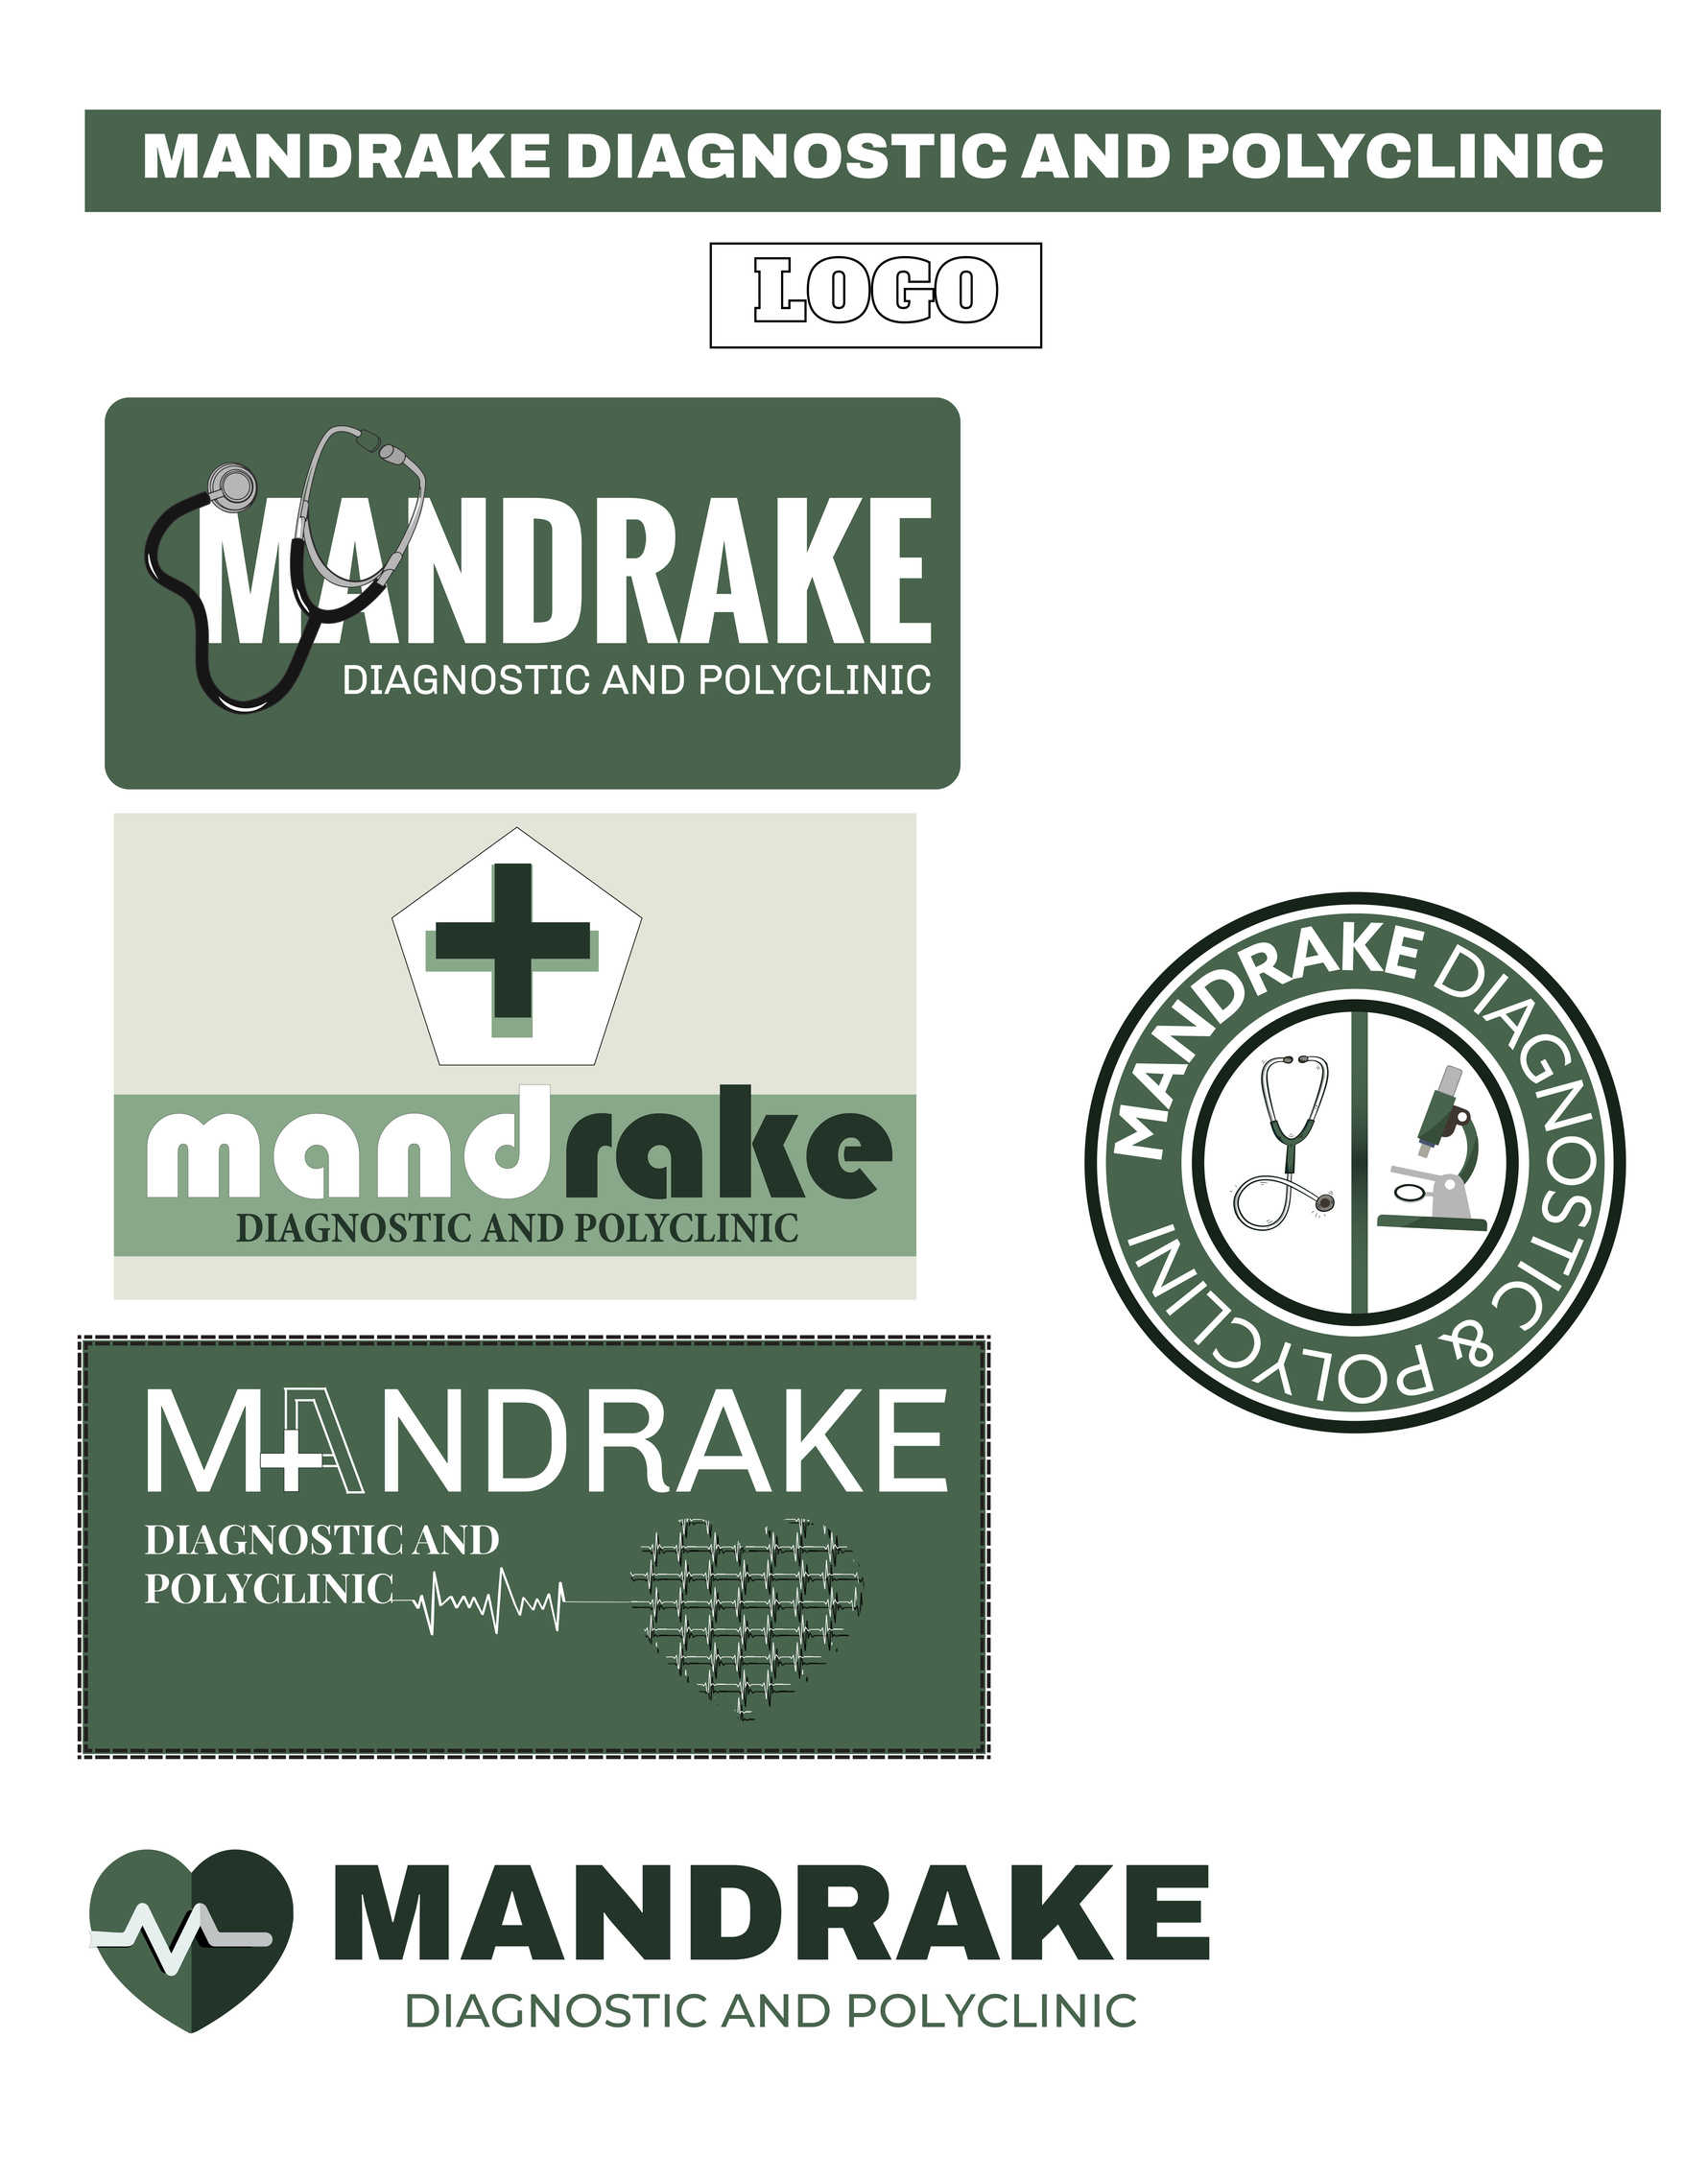 MANDRAKE DIAGNOSTIC AND POLYCLINIC
LOGO
MANDRAKE
DIAGNOSTIC AND POLYCLINIC
mandrake
DIAGNOSTIC AND POLYCLINIC
MANDRAKE DIAGNOSTIC & POLYCLINI
MANDRAKE
DIAGNOSTIC AND
POLYCLINIC
MANDRAKE
DIAGNOSTIC AND POLYCLINIC